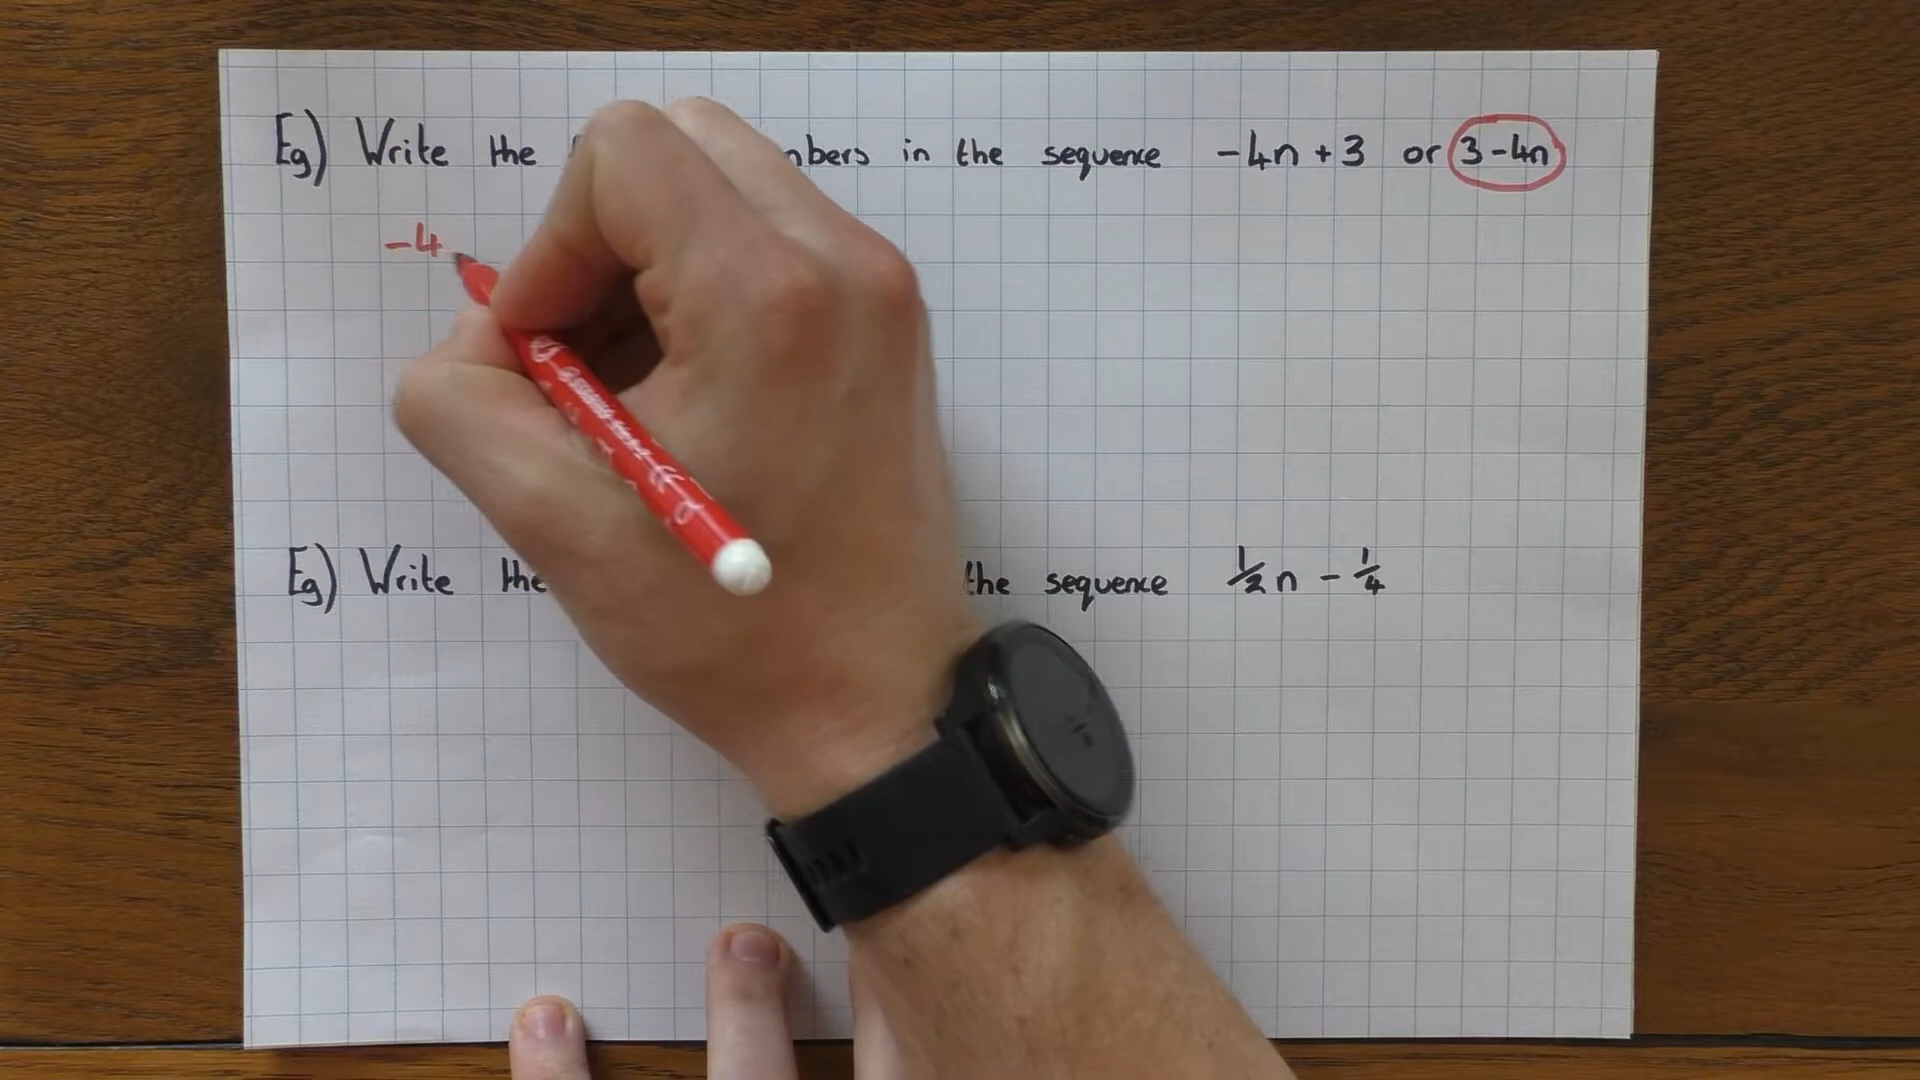 Eg) Write the in the sequence -4n + 3 or 3-4n
-4
Eg) Write the the sequence ½n - ¼